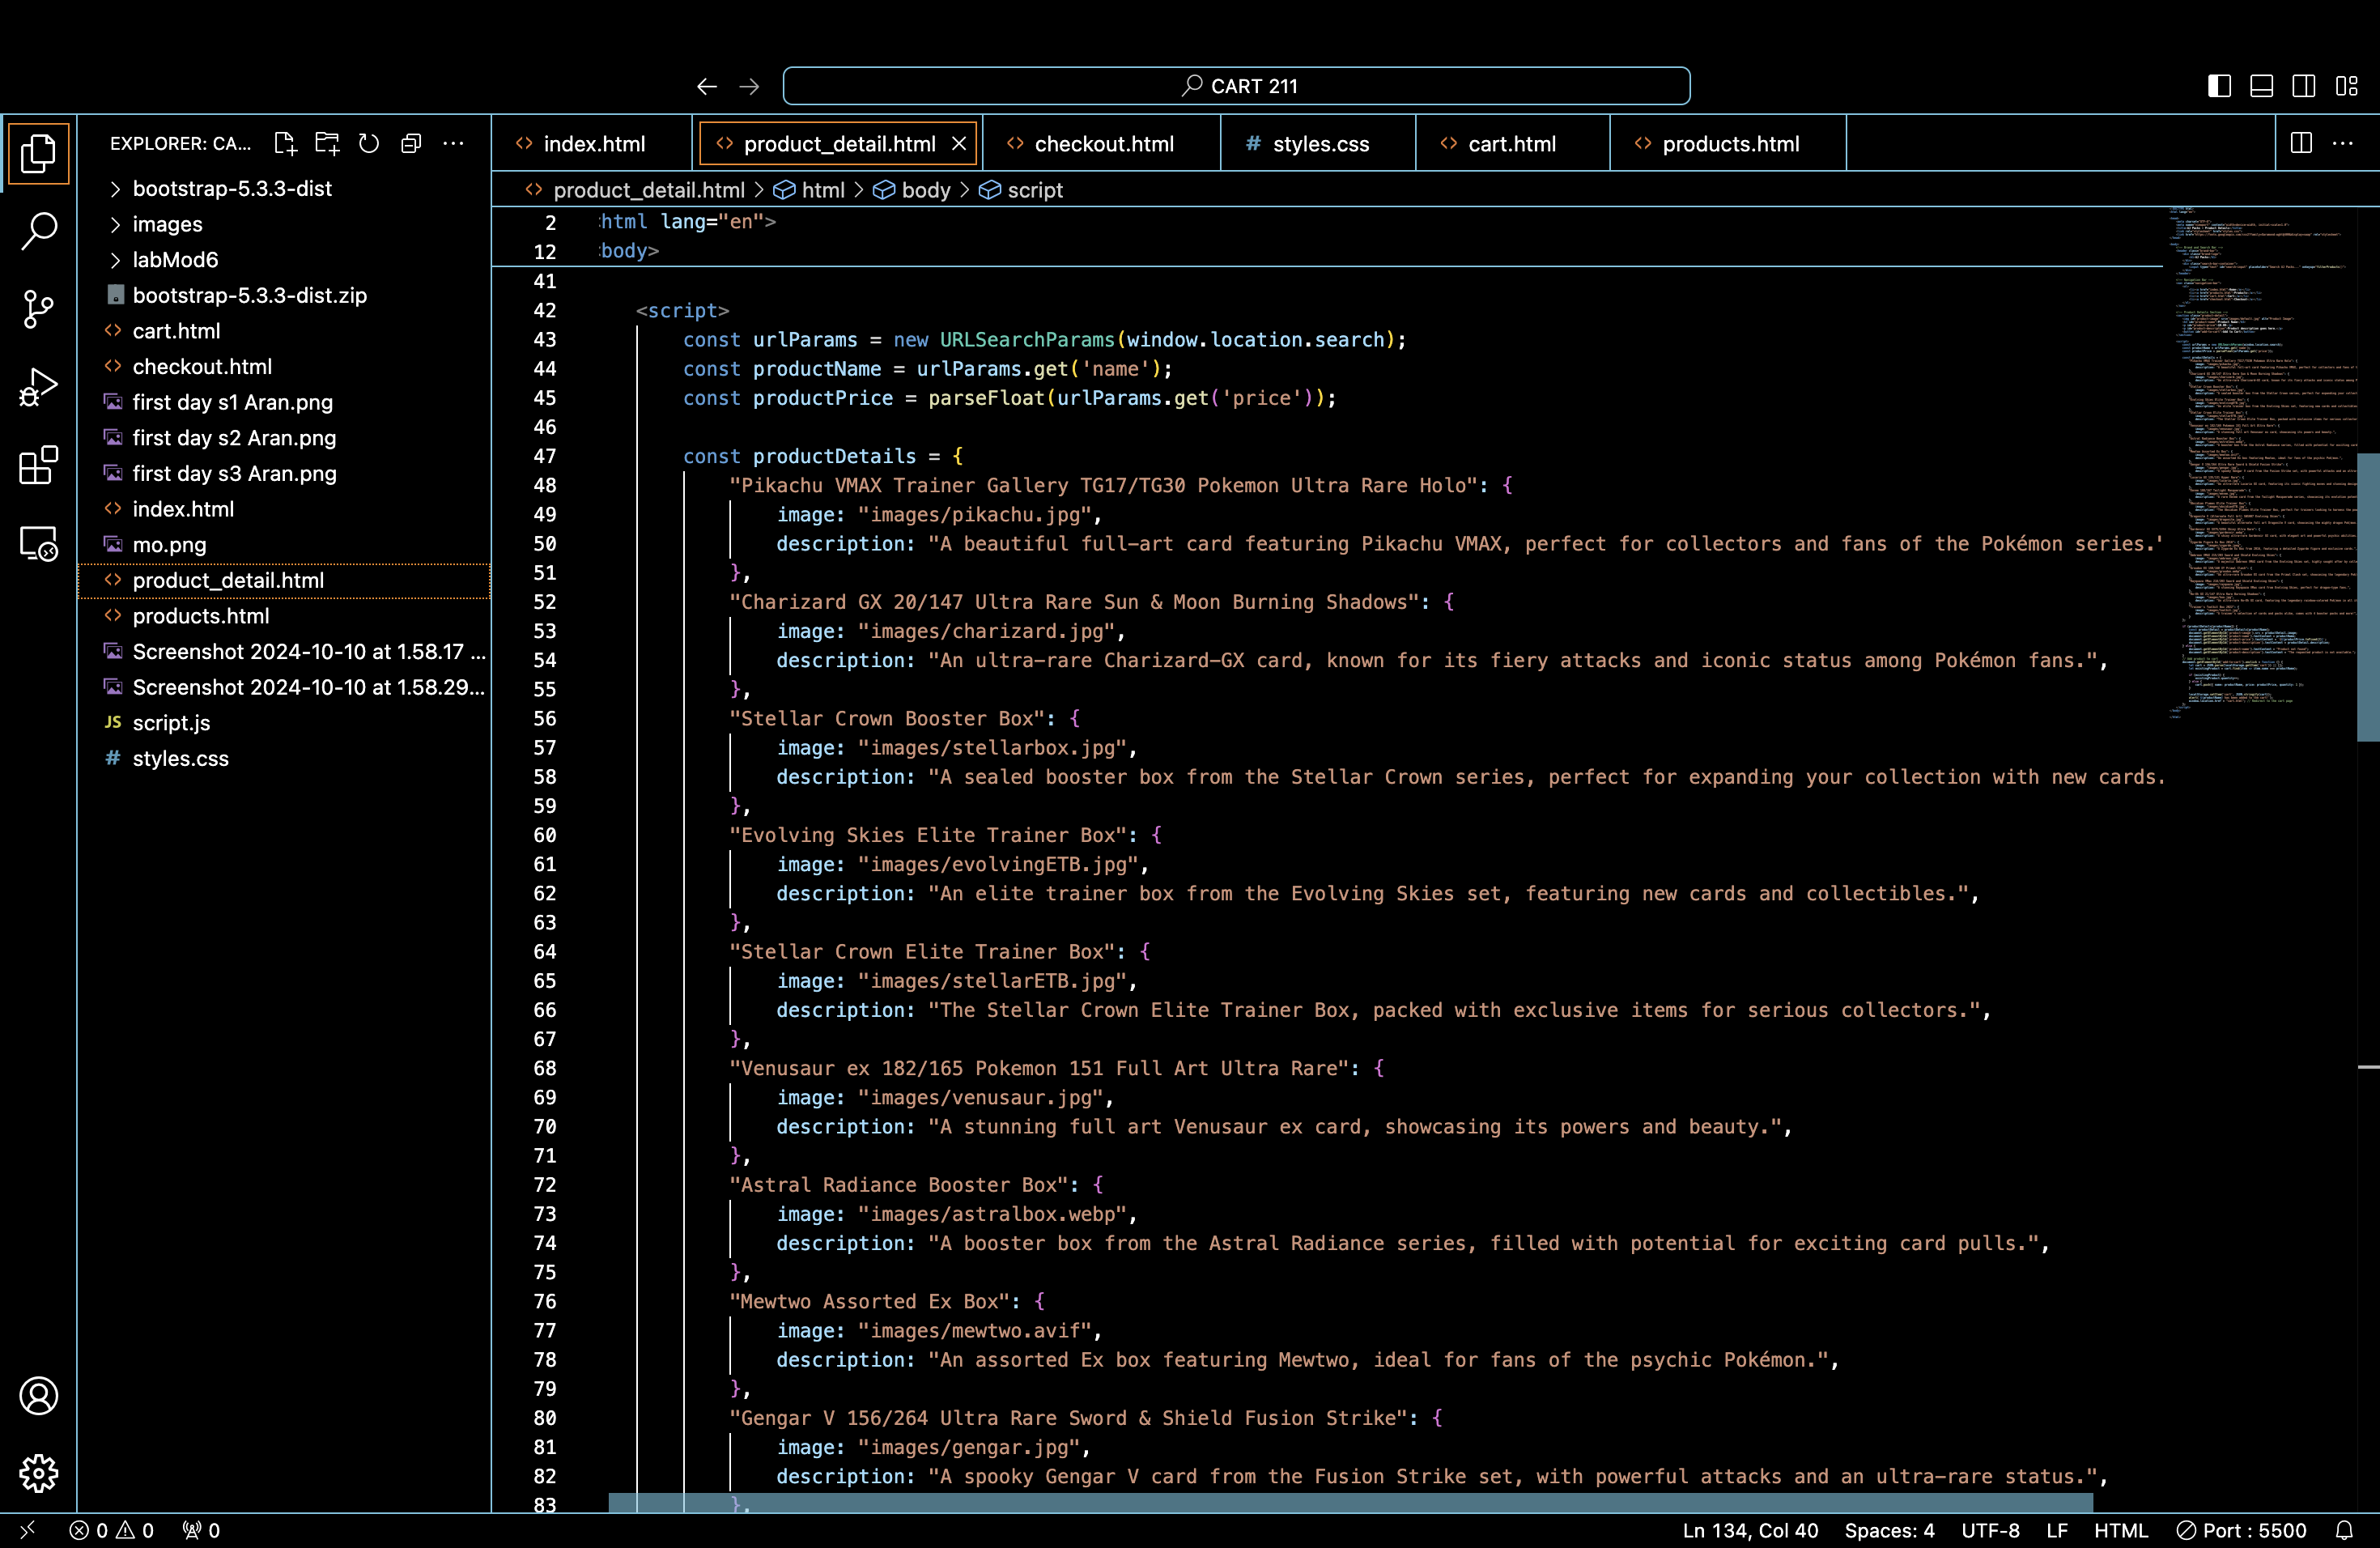 CART 211
EXPLORER: CA...
bootstrap-5.3.3-dist
images
labMod6
bootstrap-5.3.3-dist.zip
cart.html
checkout.html
first day s1 Aran.png
first day s2 Aran.png
first day s3 Aran.png
index.html
mo.png
product_detail.html
products.html
Screenshot 2024-10-10 at 1.58.17 ...
Screenshot 2024-10-10 at 1.58.29...
JS script.js
# styles.css
index.html product_detail.html checkout.html # styles.css cart.html products.html
product_detail.html > html > body > script
2 html lang="en">
12 body>
41
42 <script>
43 const urlParams = new URLSearchParams(window.location.search);
44 const productName = urlParams.get('name');
45 const productPrice = parseFloat(urlParams.get('price'));
46
47 const productDetails = {
48 "Pikachu VMAX Trainer Gallery TG17/TG30 Pokemon Ultra Rare Holo": {
49 image: "images/pikachu.jpg",
50 description: "A beautiful full-art card featuring Pikachu VMAX, perfect for collectors and fans of the Pokémon series."
51 },
52 "Charizard GX 20/147 Ultra Rare Sun & Moon Burning Shadows": {
53 image: "images/charizard.jpg",
54 description: "An ultra-rare Charizard-GX card, known for its fiery attacks and iconic status among Pokémon fans.",
55 },
56 "Stellar Crown Booster Box": {
57 image: "images/stellarbox.jpg",
58 description: "A sealed booster box from the Stellar Crown series, perfect for expanding your collection with new cards.
59 },
60 "Evolving Skies Elite Trainer Box": {
61 image: "images/evolvingETB.jpg",
62 description: "An elite trainer box from the Evolving Skies set, featuring new cards and collectibles.",
63 },
64 "Stellar Crown Elite Trainer Box": {
65 image: "images/stellarETB.jpg",
66 description: "The Stellar Crown Elite Trainer Box, packed with exclusive items for serious collectors.",
67 },
68 "Venusaur ex 182/165 Pokemon 151 Full Art Ultra Rare": {
69 image: "images/venusaur.jpg",
70 description: "A stunning full art Venusaur ex card, showcasing its powers and beauty.",
71 },
72 "Astral Radiance Booster Box": {
73 image: "images/astralbox.webp",
74 description: "A booster box from the Astral Radiance series, filled with potential for exciting card pulls.",
75 },
76 "Mewtwo Assorted Ex Box": {
77 image: "images/mewtwo.avif",
78 description: "An assorted Ex box featuring Mewtwo, ideal for fans of the psychic Pokémon.",
79 },
80 "Gengar V 156/264 Ultra Rare Sword & Shield Fusion Strike": {
81 image: "images/gengar.jpg",
82 description: "A spooky Gengar V card from the Fusion Strike set, with powerful attacks and an ultra-rare status.",
83 },
0 0 0 Ln 134, Col 40 Spaces: 4 UTF-8 LF HTML Port : 5500